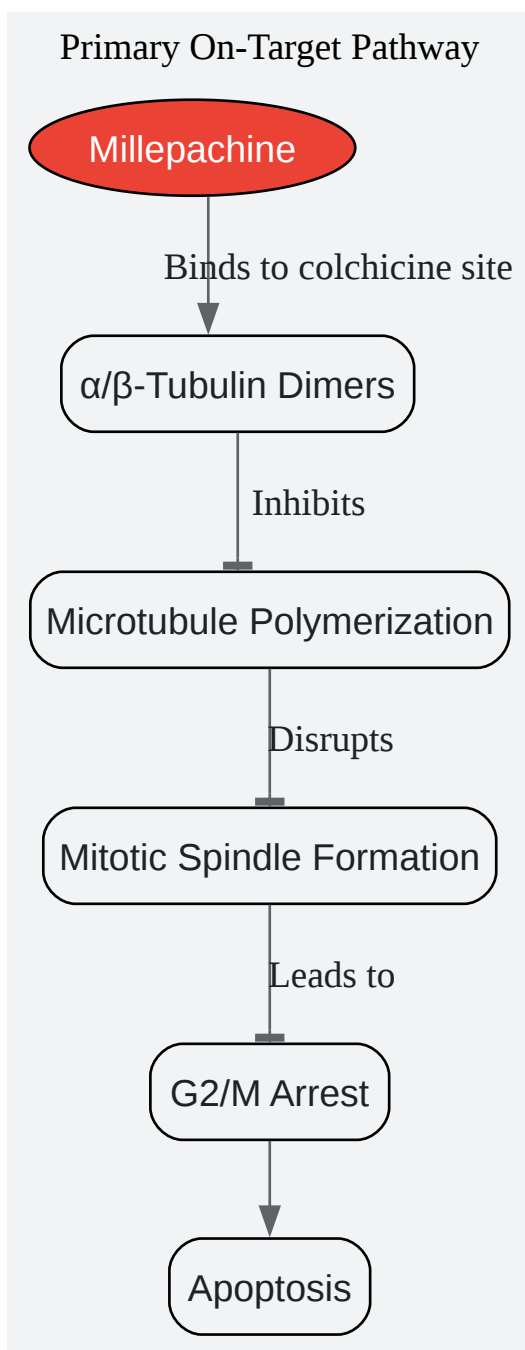 Primary On-Target Pathway
Millepachine
Binds to colchicine site
α/β-Tubulin Dimers
Inhibits
Microtubule Polymerization
Disrupts
Mitotic Spindle Formation
Leads to
G2/M Arrest
Apoptosis